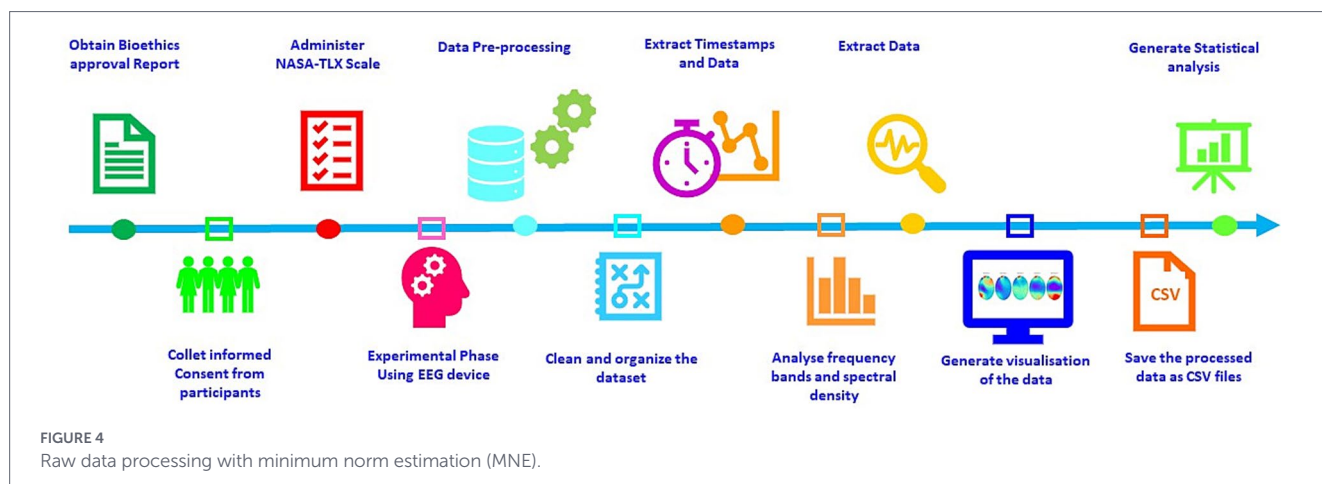 Obtain Bioethics
approval Report
Administer
NASA-TLX Scale
Data Pre-processing
Extract Timestamps
and Data
Extract Data
Generate Statistical
analysis
CSV
Collet informed
Consent from
participants
Experimental Phase
Using EEG device
Clean and organize the
dataset
Analyse frequency
bands and spectral
density
Generate visualisation
of the data
Save the processed
data as CSV files
FIGURE 4
Raw data processing with minimum norm estimation (MNE).